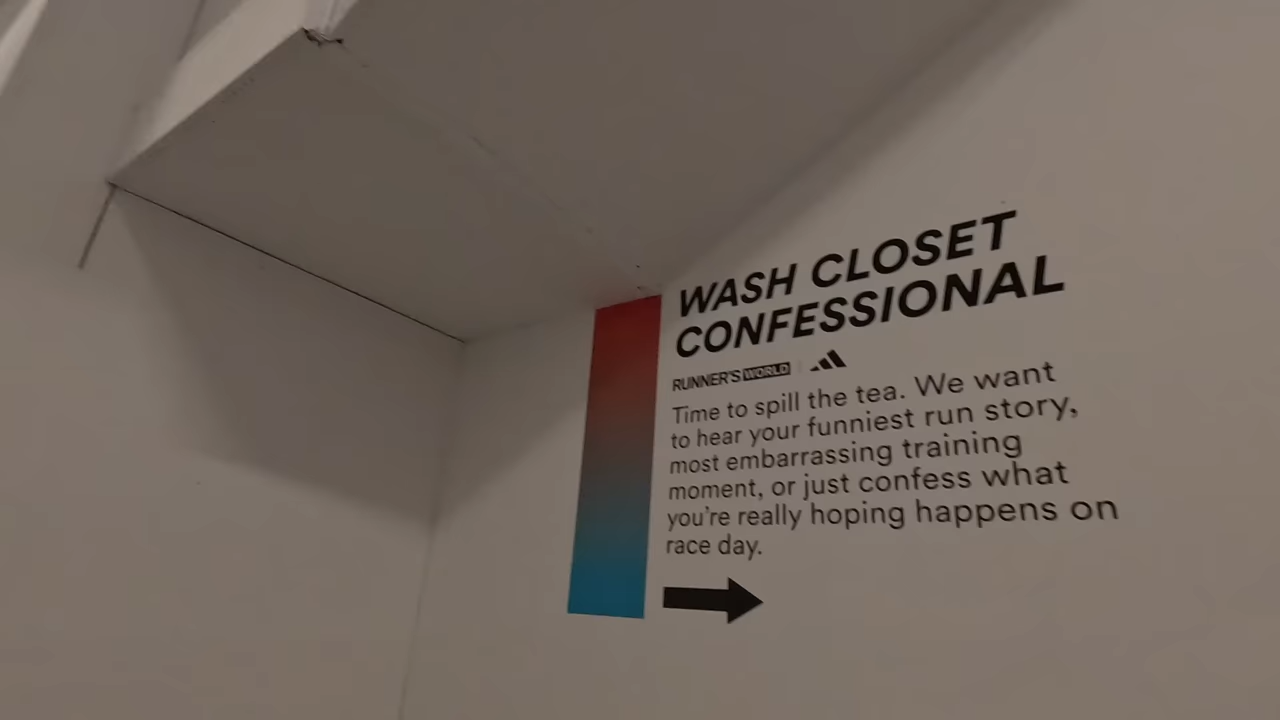 WASH CLOSET
CONFESSIONAL
RUNNER'S WORLD
Time to spill the tea. We want
to hear your funniest run story,
most embarrassing training
moment, or just confess what
you're really hoping happens on
race day.